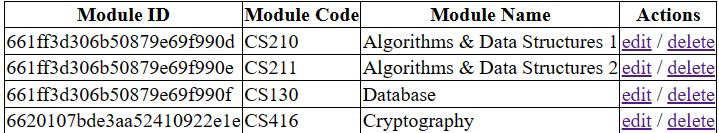 Module ID Module Code Module Name Actions
661ff3d306b50879e69f990d CS210 Algorithms & Data Structures 1 edit / delete
661ff3d306b50879e69f990e CS211 Algorithms & Data Structures 2 edit / delete
661ff3d306b50879e69f990f CS130 Database edit / delete
6620107bde3aa52410922e1e CS416 Cryptography edit / delete